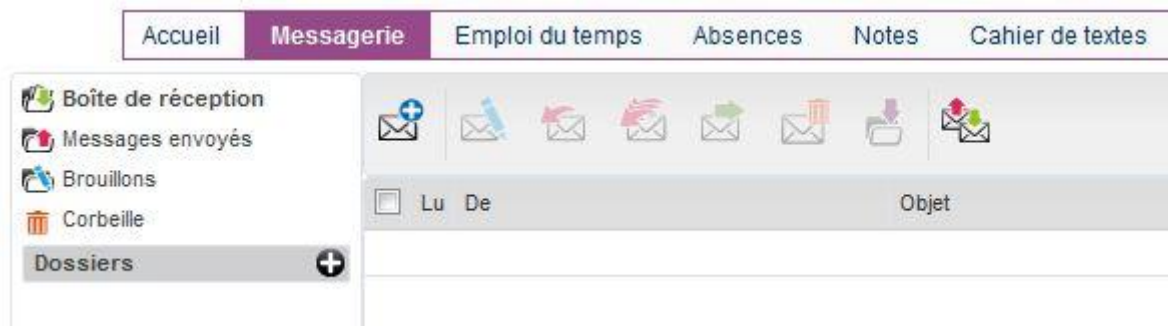 Accueil Messagerie Emploi du temps Absences Notes Cahier de textes
Boîte de réception
Messages envoyés
Brouillons
Corbeille
Dossiers
Lu De Objet